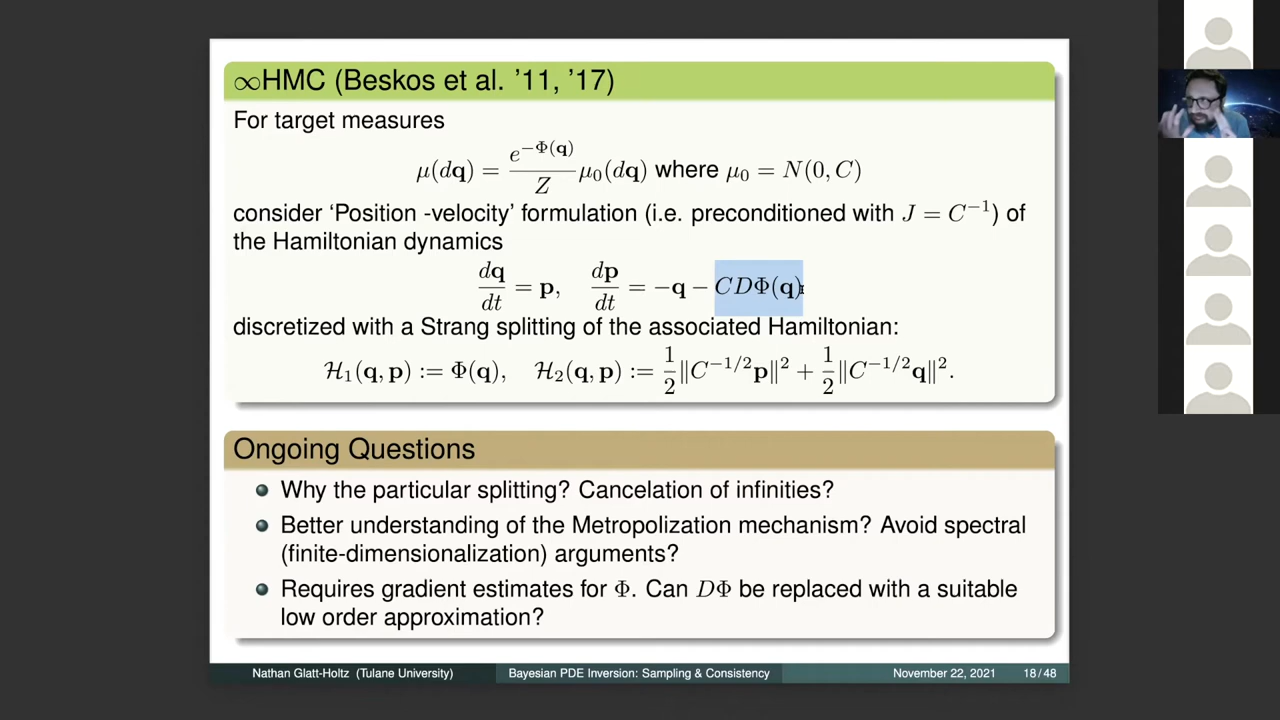 ∞HMC (Beskos et al. '11, '17)
For target measures
μ(dq) = e^{-Φ(q)}/Z μ₀(dq) where μ₀ = N(0, C)
consider 'Position -velocity' formulation (i.e. preconditioned with J = C⁻¹) of
the Hamiltonian dynamics
dq/dt = p, dp/dt = −q − CDΦ(q)
discretized with a Strang splitting of the associated Hamiltonian:
ℋ₁(q, p) := Φ(q), ℋ₂(q, p) := 1/2 ‖C^{-1/2}p‖² + 1/2 ‖C^{-1/2}q‖².
Ongoing Questions
Why the particular splitting? Cancelation of infinities?
Better understanding of the Metropolization mechanism? Avoid spectral
(finite-dimensionalization) arguments?
Requires gradient estimates for Φ. Can DΦ be replaced with a suitable
low order approximation?
Nathan Glatt-Holtz (Tulane University) Bayesian PDE Inversion: Sampling & Consistency November 22, 2021 18 / 48